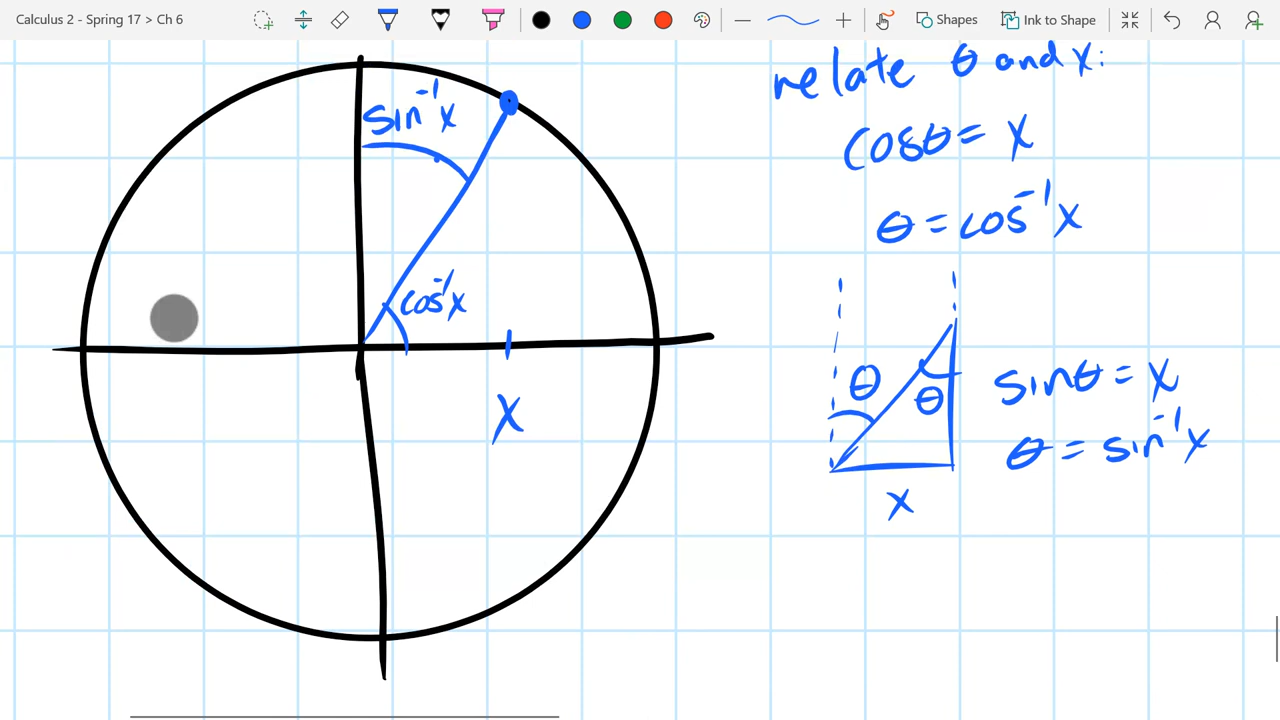 Calculus 2 - Spring 17 > Ch 6
Shapes
Ink to Shape
relate θ and x:
cosθ = x
θ = cos⁻¹x
sin⁻¹x
cos⁻¹x
x
θ
θ
x
sinθ = x
θ = sin⁻¹x